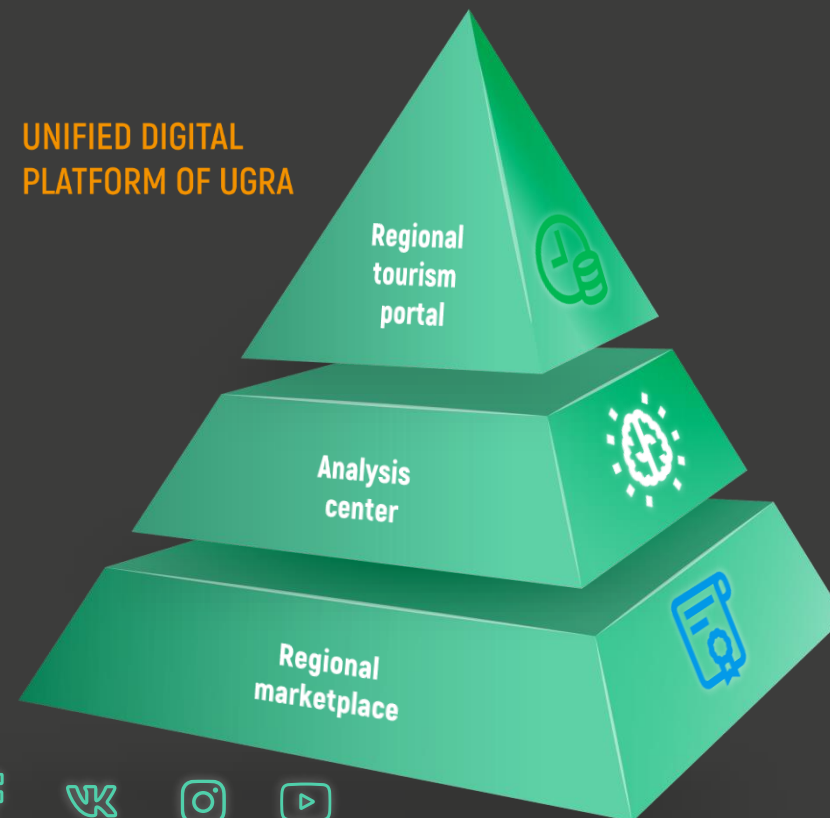 UNIFIED DIGITAL
PLATFORM OF UGRA
Regional
tourism
portal
Analysis
center
Regional
marketplace